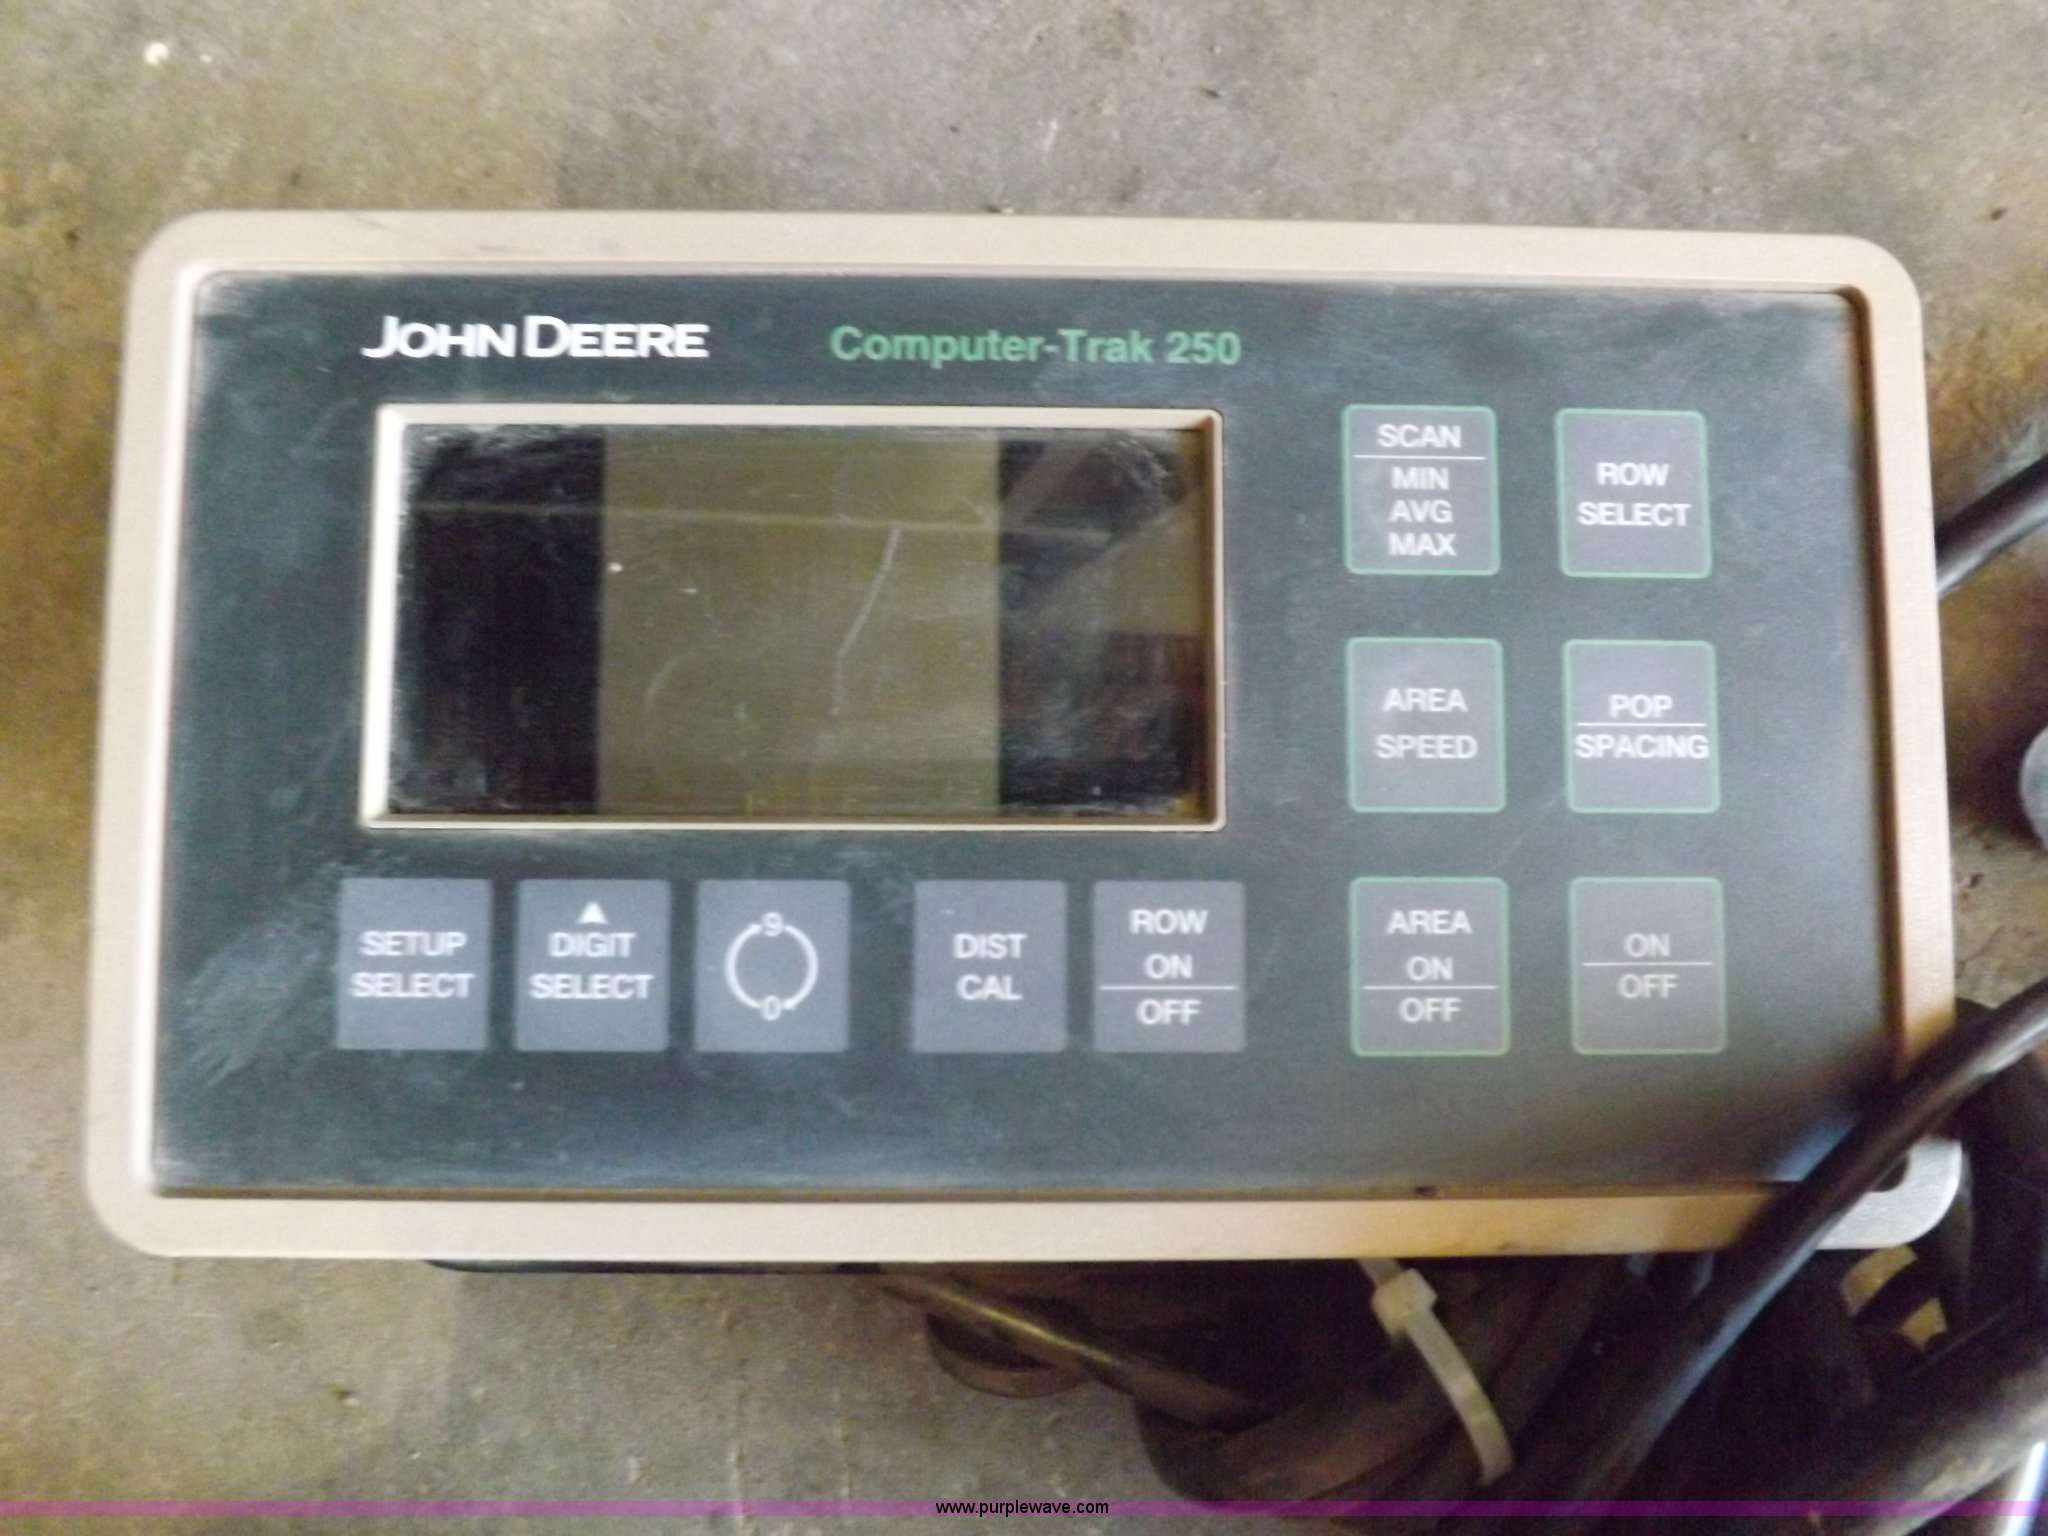 JOHN DEERE
Computer-Trak 250
SCAN
MIN
AVG
MAX
ROW
SELECT
AREA
SPEED
POP
SPACING
SETUP
SELECT
DIGIT
SELECT
9
0
DIST
CAL
ROW
ON
OFF
AREA
ON
OFF
ON
OFF
www.purplewave.com